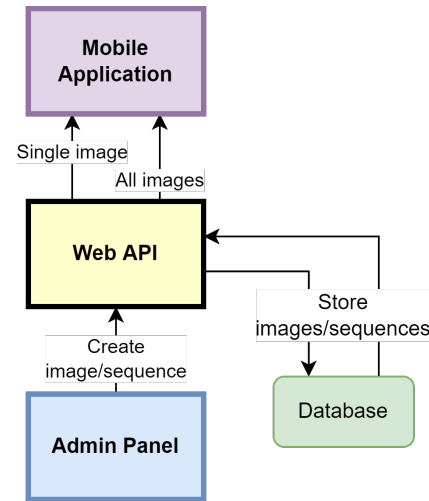 Mobile
Application
Single image
All images
Web API
Store
images/sequences
Create
image/sequence
Database
Admin Panel